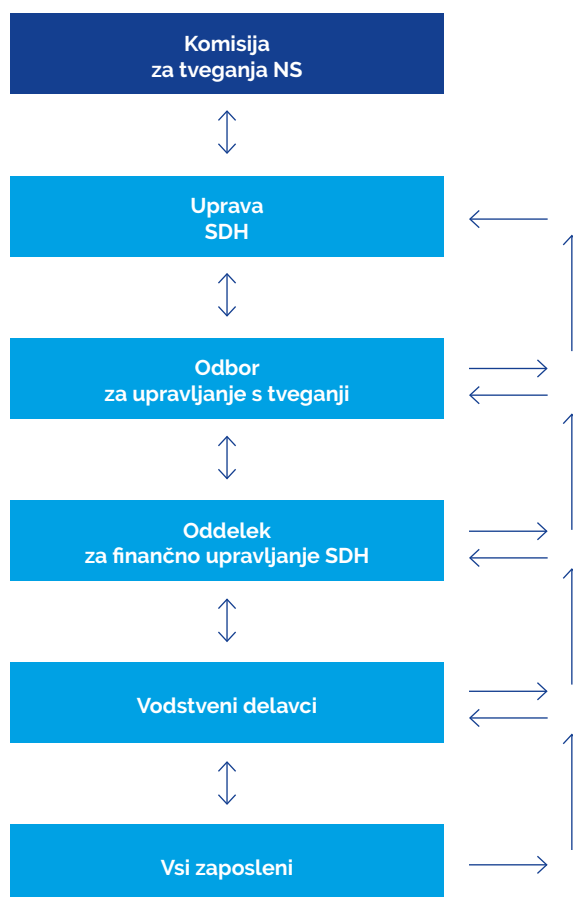 Komisija
za tveganja NS
Uprava
SDH
Odbor
za upravljanje s tveganji
Oddelek
za finančno upravljanje SDH
Vodstveni delavci
Vsi zaposleni